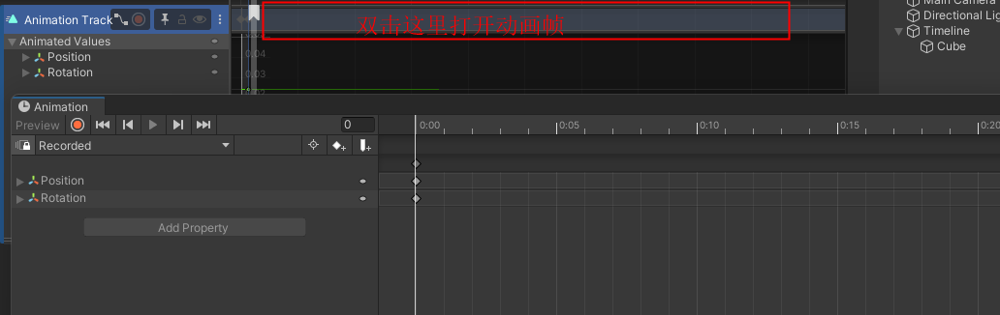 Main Camera
Animation Track
双击这里打开动画帧
Directional Lig
Timeline
Animated Values
Cube
Position
0.04
Rotation
0.03
Animation
Preview
0
0:00
0:05
0:10
0:15
0:20
Recorded
Position
Rotation
Add Property